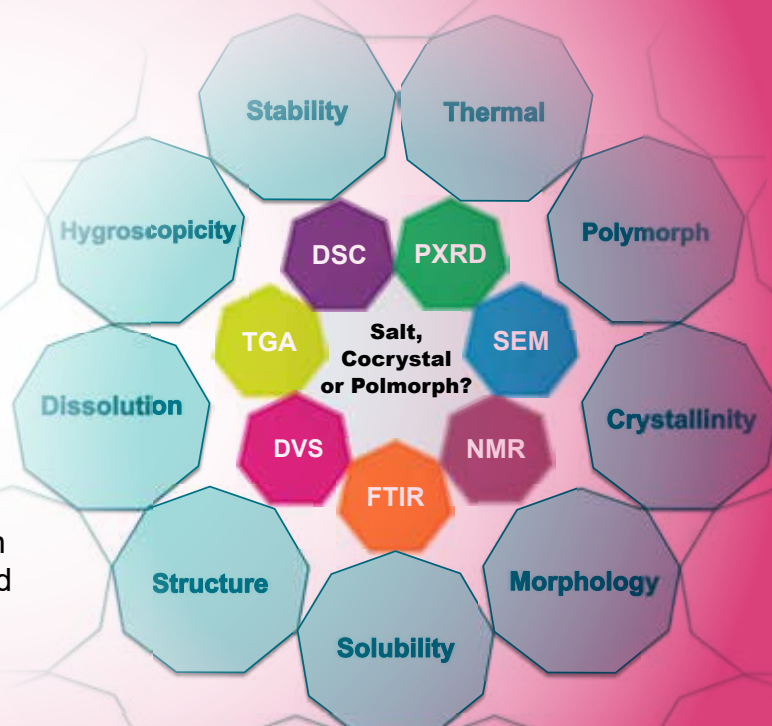 Stability
Thermal
Hygroscopicity
Polymorph
DSC
PXRD
TGA
SEM
Salt,
Cocrystal
or Polmorph?
Dissolution
Crystallinity
DVS
NMR
FTIR
Structure
Morphology
Solubility